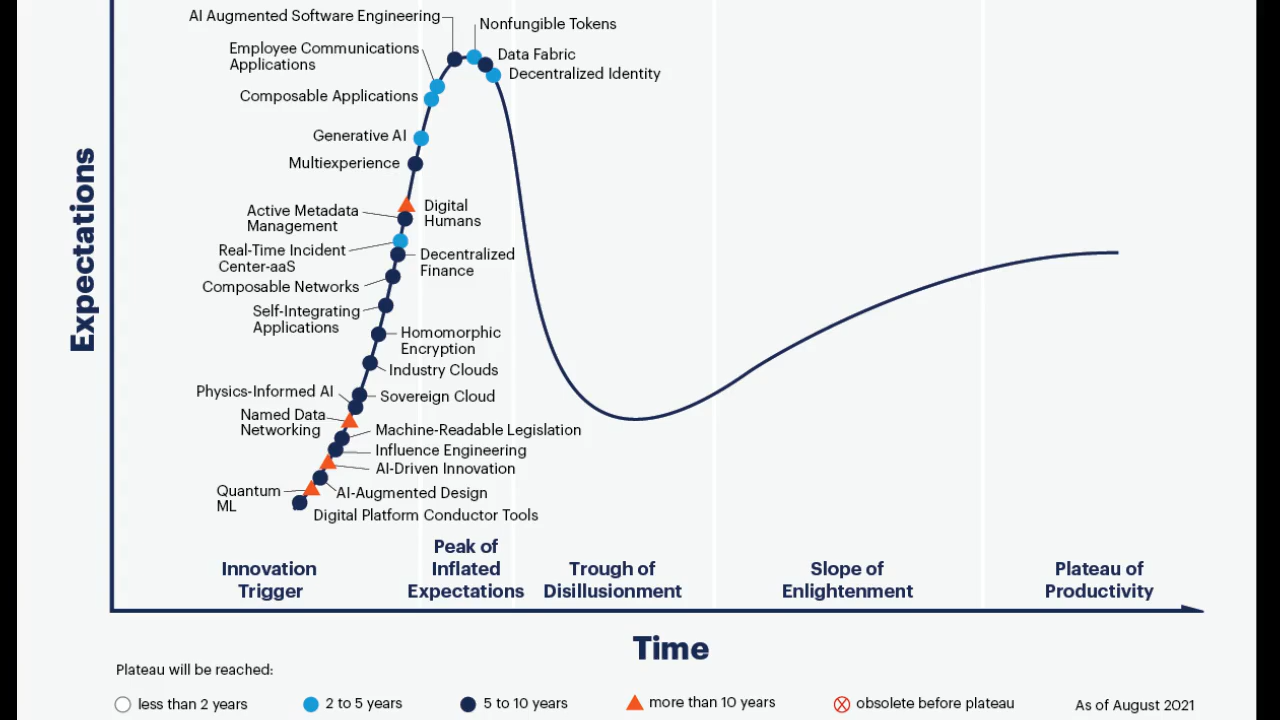 AI Augmented Software Engineering
Nonfungible Tokens
Employee Communications
Applications
Data Fabric
Decentralized Identity
Composable Applications
Generative AI
Multiexperience
Digital
Humans
Active Metadata
Management
Real-Time Incident
Center-aaS
Decentralized
Finance
Composable Networks
Self-Integrating
Applications
Homomorphic
Encryption
Industry Clouds
Physics-Informed AI
Sovereign Cloud
Named Data
Networking
Machine-Readable Legislation
Influence Engineering
AI-Driven Innovation
Quantum
ML
AI-Augmented Design
Digital Platform Conductor Tools
Expectations
Innovation
Trigger
Peak of
Inflated
Expectations
Trough of
Disillusionment
Slope of
Enlightenment
Plateau of
Productivity
Time
Plateau will be reached:
less than 2 years
2 to 5 years
5 to 10 years
more than 10 years
obsolete before plateau
As of August 2021